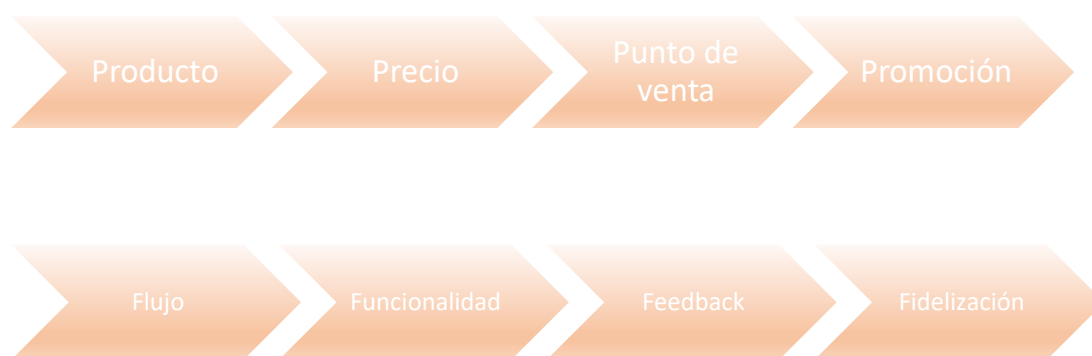 Producto
Precio
Punto de
venta
Promoción
Flujo
Funcionalidad
Feedback
Fidelización